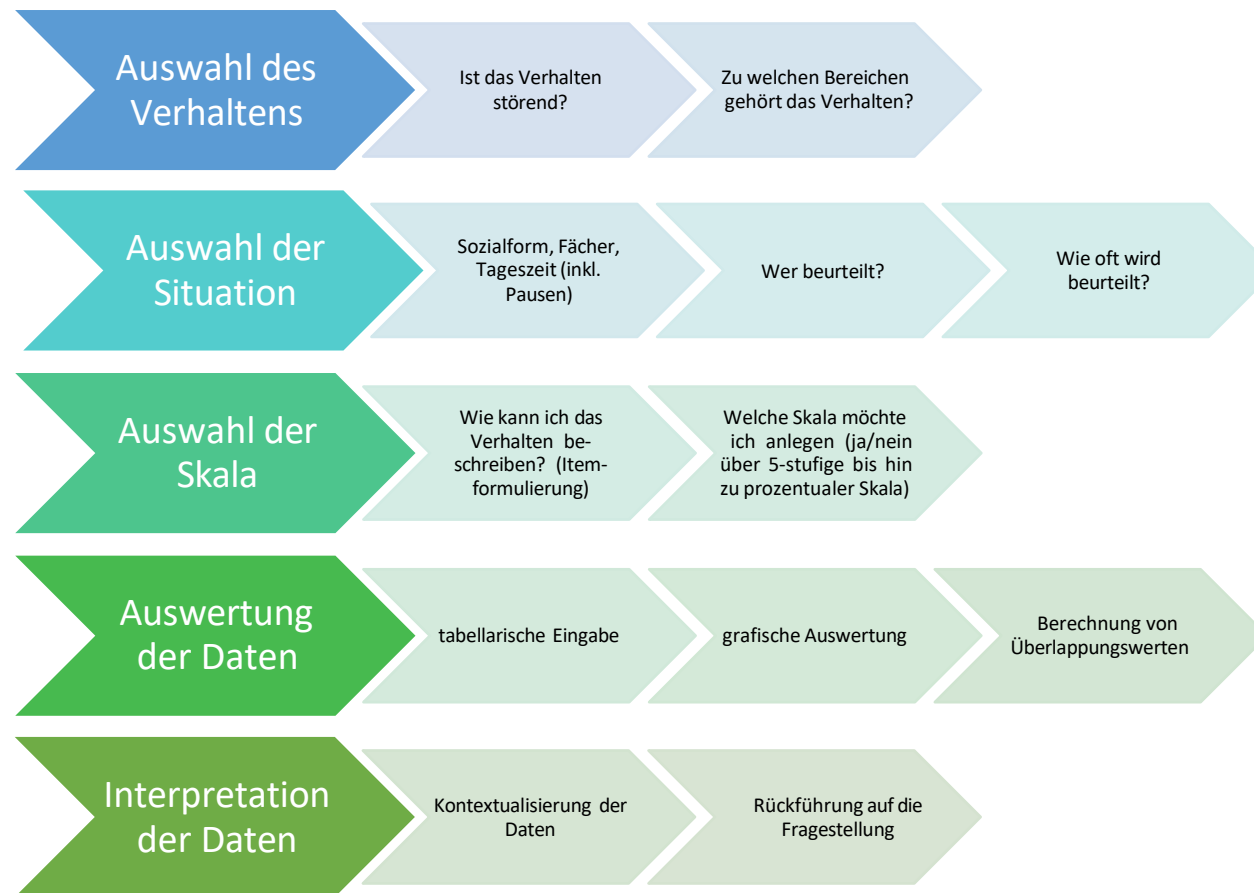 Auswahl des
Verhaltens
Ist das Verhalten
störend?
Zu welchen Bereichen
gehört das Verhalten?
Auswahl der
Situation
Sozialform, Fächer,
Tageszeit (inkl.
Pausen)
Wer beurteilt?
Wie oft wird
beurteilt?
Auswahl der
Skala
Wie kann ich das
Verhalten be-
schreiben? (Item-
formulierung)
Welche Skala möchte
ich anlegen (ja/nein
über 5-stufige bis hin
zu prozentualer Skala)
Auswertung
der Daten
tabellarische Eingabe
grafische Auswertung
Berechnung von
Überlappungswerten
Interpretation
der Daten
Kontextualisierung der
Daten
Rückführung auf die
Fragestellung